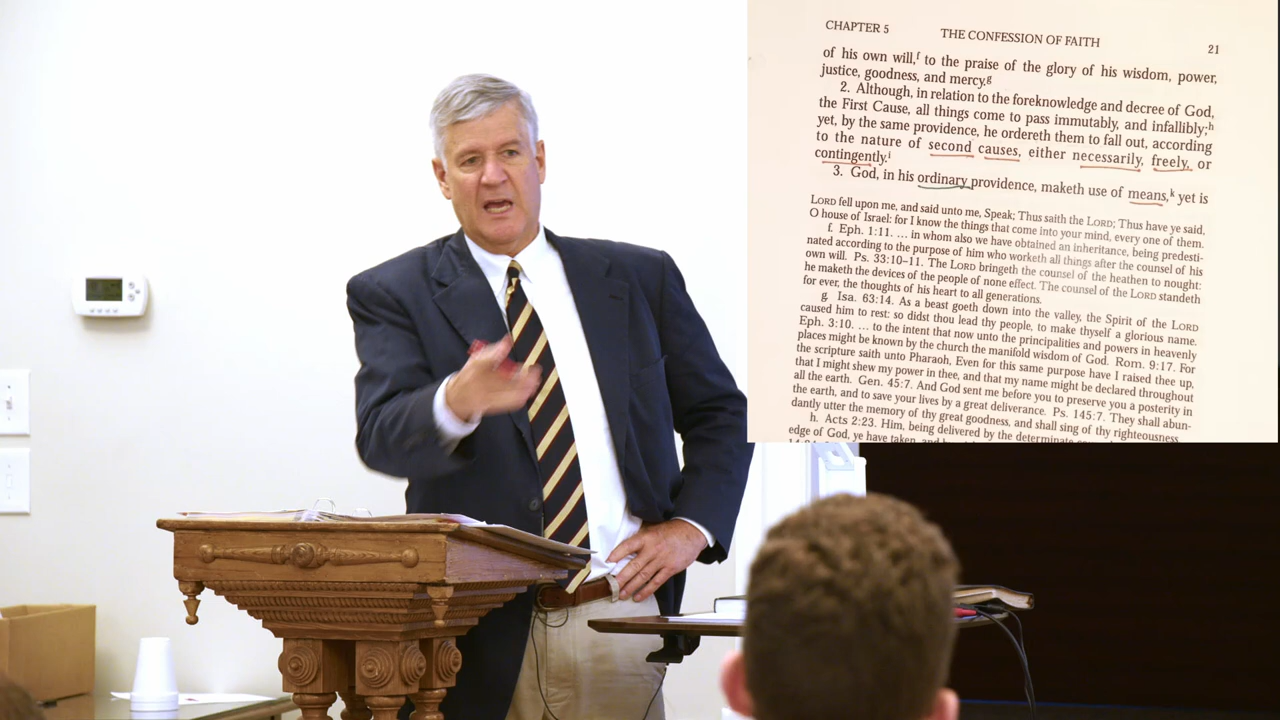 CHAPTER 5 THE CONFESSION OF FAITH 21
of his own will,f to the praise of the glory of his wisdom, power,
justice, goodness, and mercy.g
2. Although, in relation to the foreknowledge and decree of God,
the First Cause, all things come to pass immutably, and infallibly;h
yet, by the same providence, he ordereth them to fall out, according
to the nature of second causes, either necessarily, freely, or
contingently.i
3. God, in his ordinary providence, maketh use of means,k yet is
LORD fell upon me, and said unto me, Speak; Thus saith the LORD; Thus have ye said,
O house of Israel: for I know the things that come into your mind, every one of them.
f. Eph. 1:11. ... in whom also we have obtained an inheritance, being predesti-
nated according to the purpose of him who worketh all things after the counsel of his
own will. Ps. 33:10–11. The LORD bringeth the counsel of the heathen to nought:
he maketh the devices of the people of none effect. The counsel of the LORD standeth
for ever, the thoughts of his heart to all generations.
g. Isa. 63:14. As a beast goeth down into the valley, the Spirit of the LORD
caused him to rest: so didst thou lead thy people, to make thyself a glorious name.
Eph. 3:10. ... to the intent that now unto the principalities and powers in heavenly
places might be known by the church the manifold wisdom of God. Rom. 9:17. For
the scripture saith unto Pharaoh, Even for this same purpose have I raised thee up,
that I might shew my power in thee, and that my name might be declared throughout
all the earth. Gen. 45:7. And God sent me before you to preserve you a posterity in
the earth, and to save your lives by a great deliverance. Ps. 145:7. They shall abun-
dantly utter the memory of thy great goodness, and shall sing of thy righteousness.
h. Acts 2:23. Him, being delivered by the determinate
edge of God, ye have taken, and